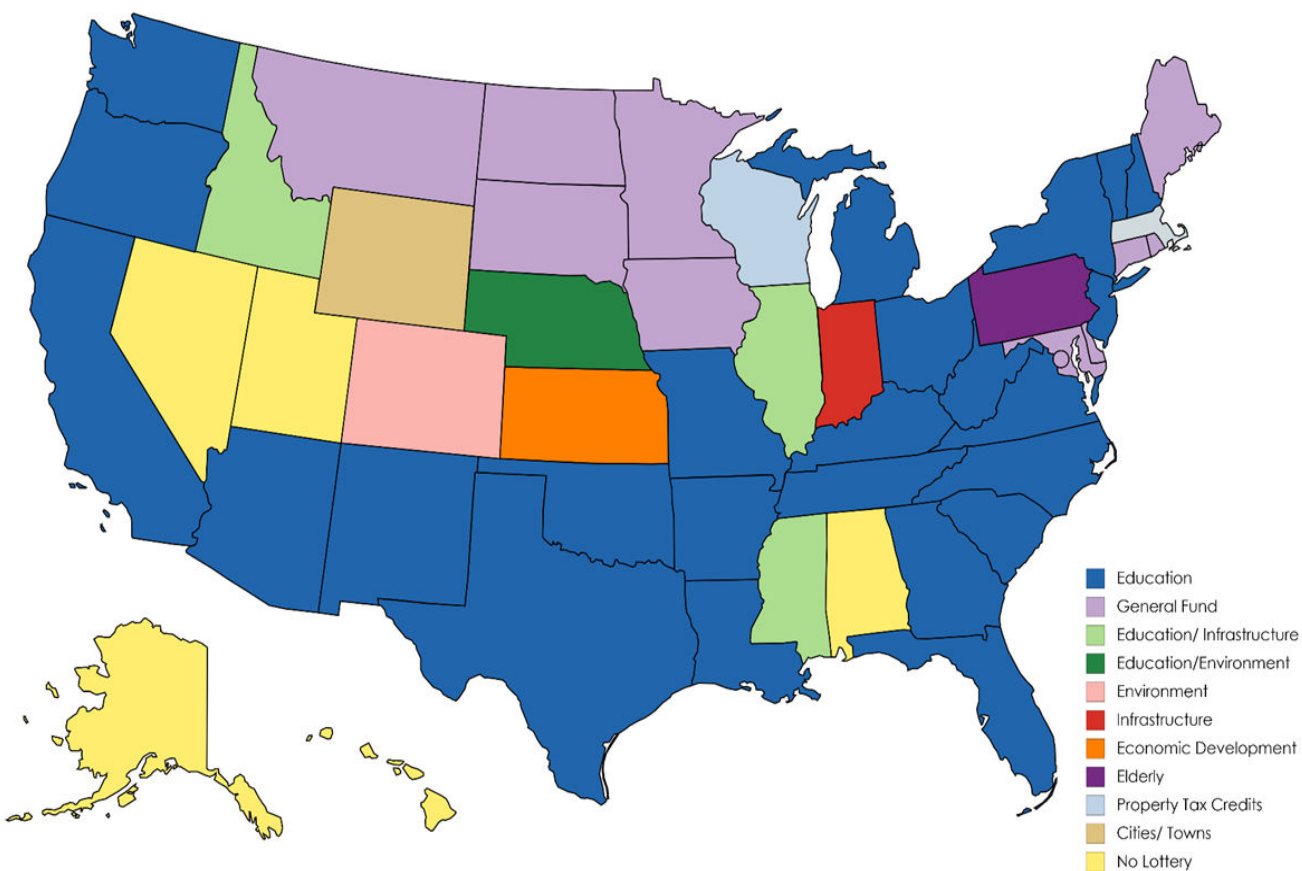 Education
General Fund
Education/ Infrastructure
Education/Environment
Environment
Infrastructure
Economic Development
Elderly
Property Tax Credits
Cities/ Towns
No Lottery